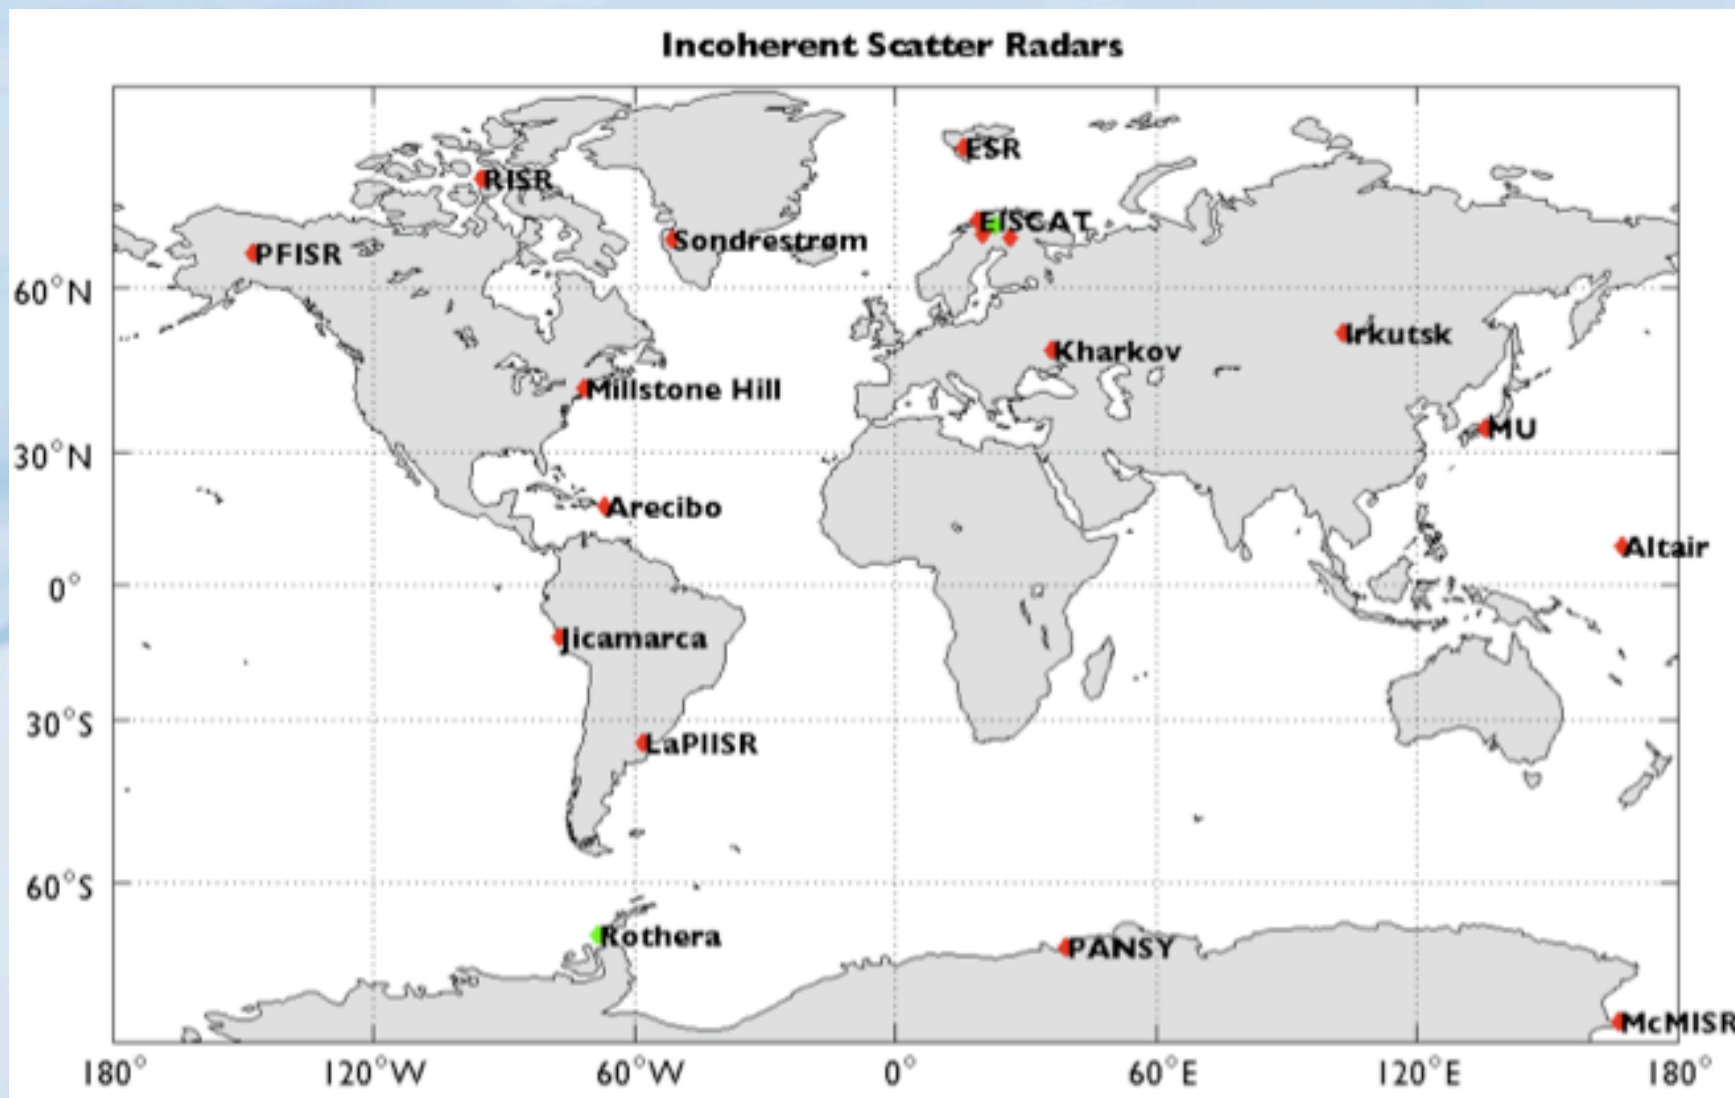 Incoherent Scatter Radars
ESR
RISR
EISCAT
Sondrestrøm
PFISR
60°N
Irkutsk
Kharkov
Millstone Hill
MU
30°N
Arecibo
Altair
0°
Jicamarca
30°S
LaPlISR
60°S
Rothera
PANSY
McMISR
180° 120°W 60°W 0° 60°E 120°E 180°